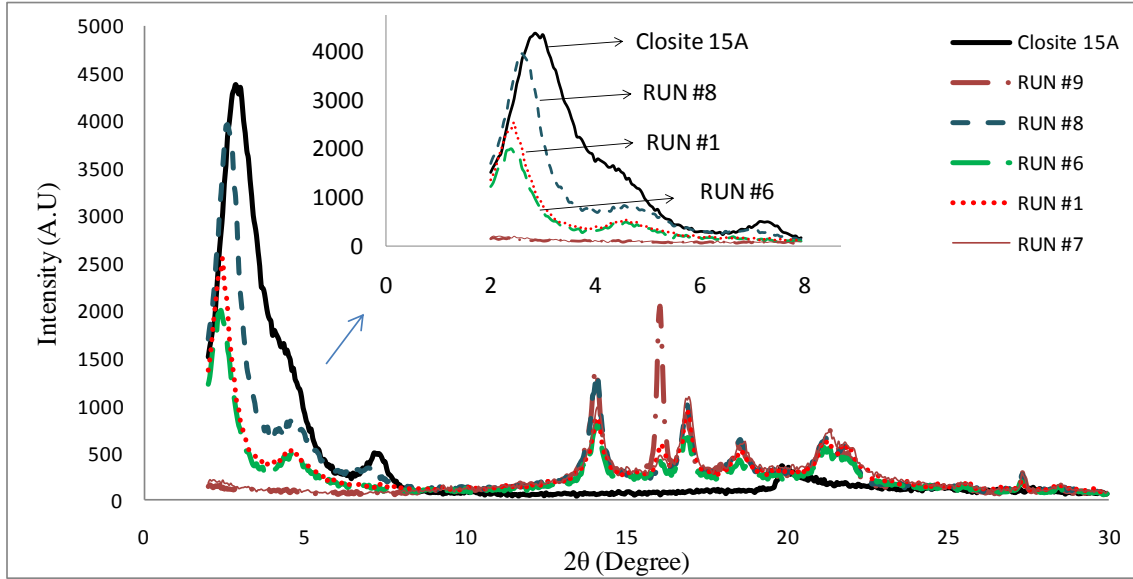 5000
4500
4000
3500
3000
2500
2000
1500
1000
500
0
Intensity (A.U)
0
5
10
15
20
25
30
2θ (Degree)
4000
3000
2000
1000
0
0
2
4
6
8
Closite 15A
RUN #8
RUN #1
RUN #6
Closite 15A
RUN #9
RUN #8
RUN #6
RUN #1
RUN #7